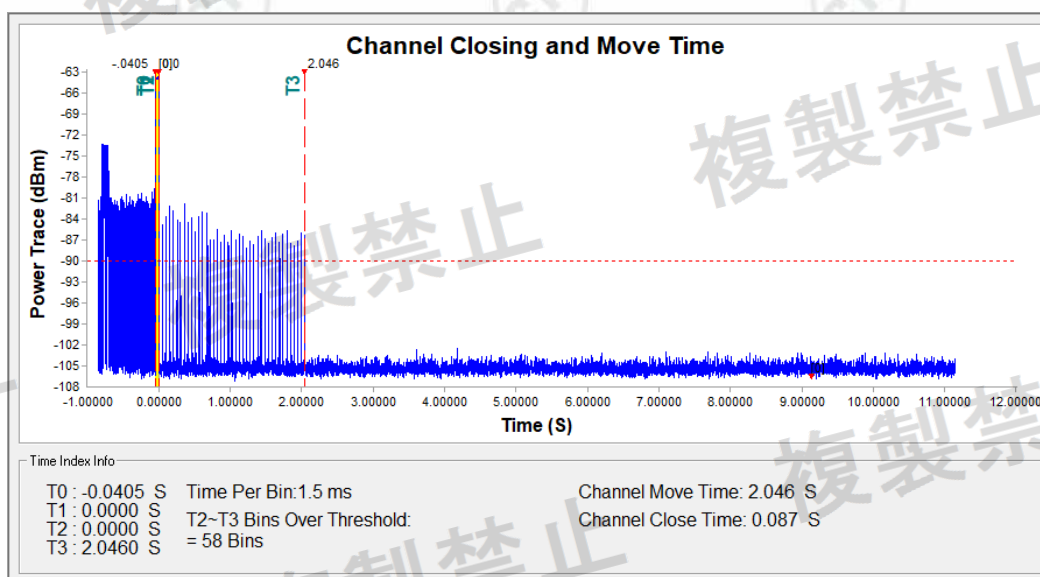 Channel Closing and Move Time
-.0405 [0]0 2.046
T2 T3
Power Trace (dBm)
-63
-66
-69
-72
-75
-78
-81
-84
-87
-90
-93
-96
-99
-102
-105
-108
-1.00000 0.00000 1.00000 2.00000 3.00000 4.00000 5.00000 6.00000 7.00000 8.00000 9.00000 10.00000 11.00000 12.00000
Time (S)
Time Index Info
T0 : -0.0405 S Time Per Bin:1.5 ms Channel Move Time: 2.046 S
T1 : 0.0000 S
T2 : 0.0000 S T2~T3 Bins Over Threshold: Channel Close Time: 0.087 S
T3 : 2.0460 S = 58 Bins
複製禁止
複製禁止
複製禁止